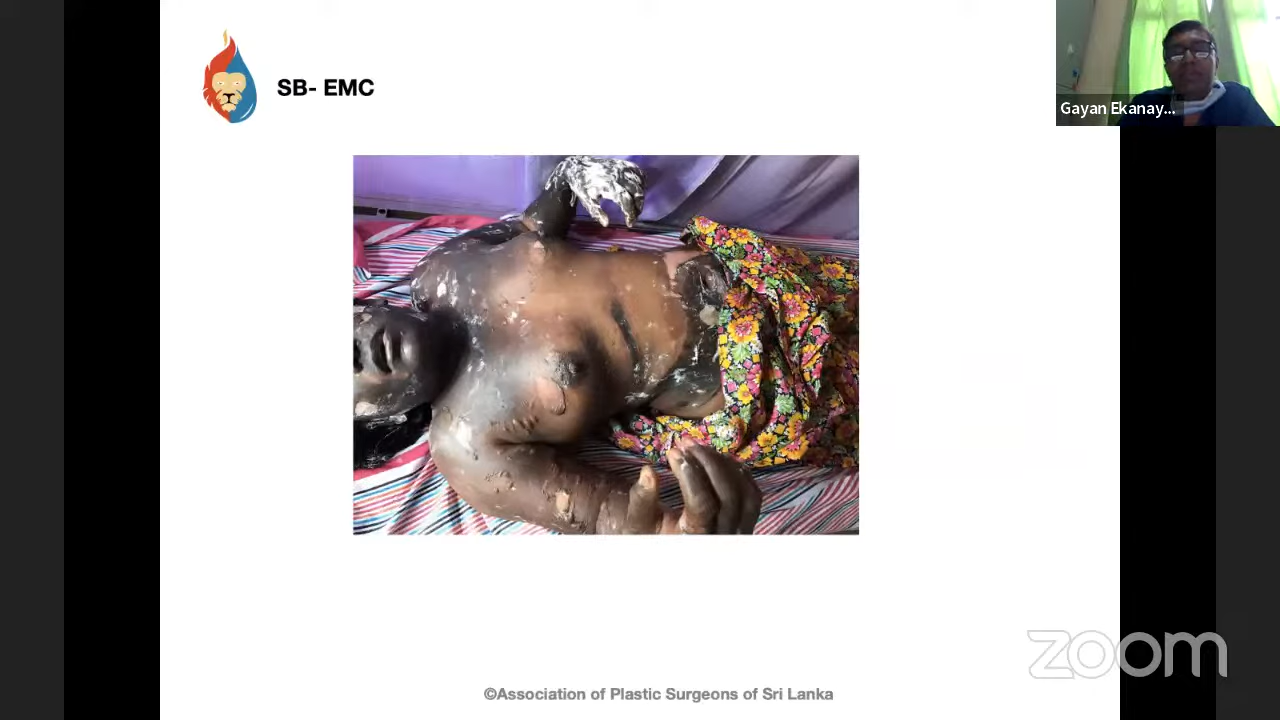 SB- EMC
Gayan Ekanay...
zoom
©Association of Plastic Surgeons of Sri Lanka